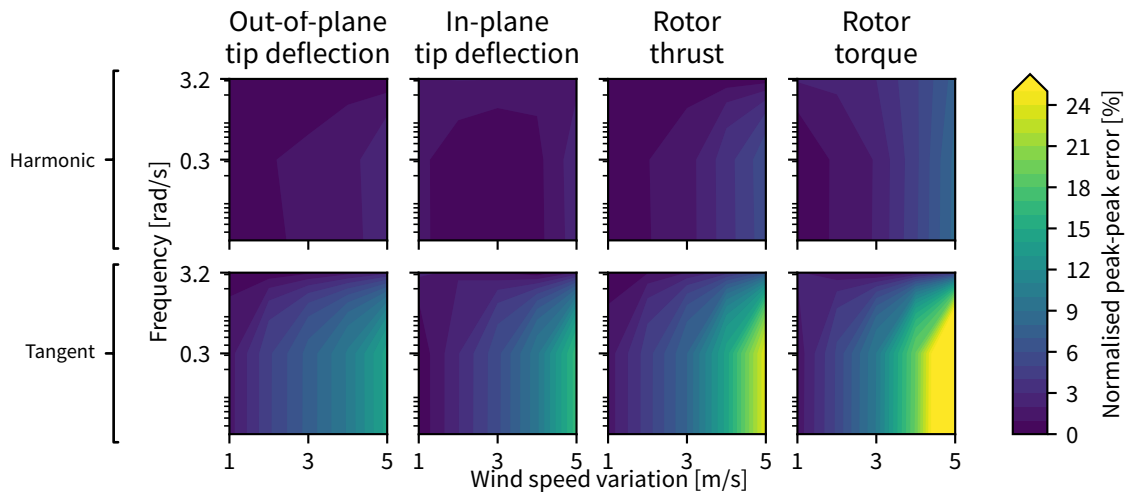 Out-of-plane
tip deflection
In-plane
tip deflection
Rotor
thrust
Rotor
torque
Harmonic
Tangent
Frequency [rad/s]
3.2
0.3
3.2
0.3
1 3 5
1 3 5
1 3 5
1 3 5
Wind speed variation [m/s]
24
21
18
15
12
9
6
3
0
Normalised peak-peak error [%]